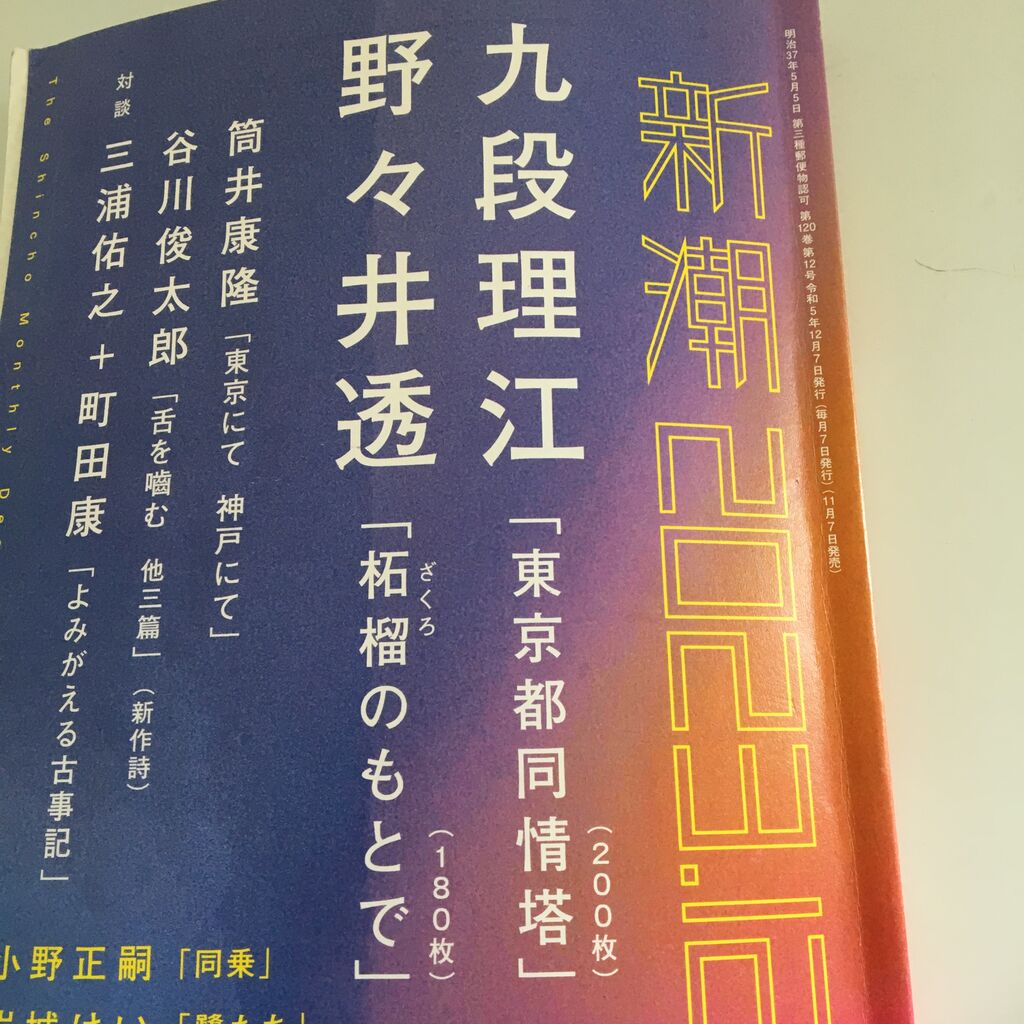 明治37年5月5日 第三種郵便物認可 第120巻第12号令和5年12月7日発行(毎月7日発行)(11月7日発売)
新潮 2023.12
九段理江「東京都同情塔」(200枚)
野々井透「柘榴のもとで」(180枚)
ざくろ
筒井康隆「東京にて 神戸にて」
谷川俊太郎「舌を嚙む 他三篇」(新作詩)
対談 三浦佑之+町田康「よみがえる古事記」
The Shincho Monthly
小野正嗣「同乗」